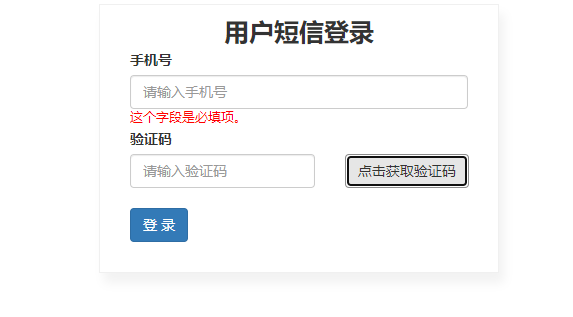 用户短信登录
手机号
请输入手机号
这个字段是必填项。
验证码
请输入验证码
点击获取验证码
登 录